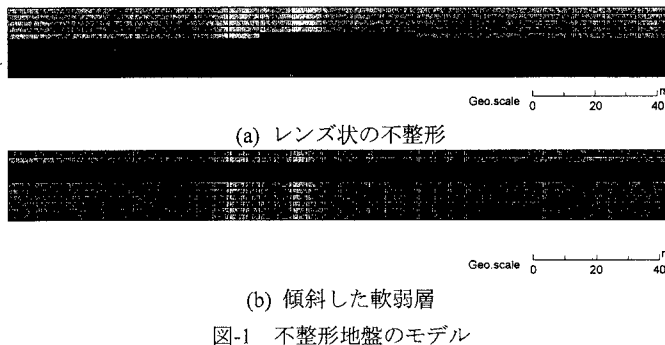 m
Geo.scale 0 20 40
(a) レンズ状の不整形
m
Geo.scale 0 20 40
(b) 傾斜した軟弱層
図-1 不整形地盤のモデル